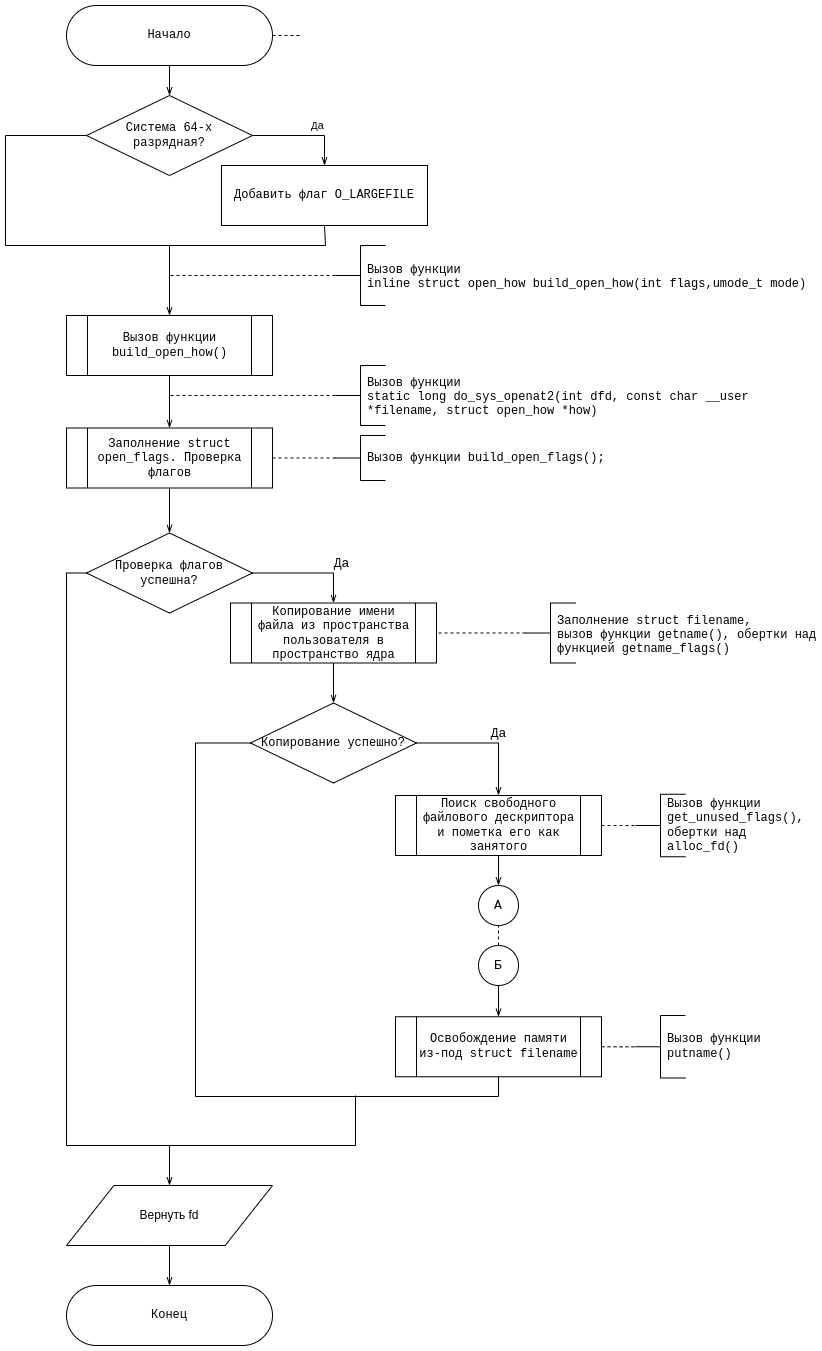 Начало
Система 64-х
разрядная?
Да
Добавить флаг O_LARGEFILE
Вызов функции
inline struct open_how build_open_how(int flags,umode_t mode)
Вызов функции
build_open_how()
Вызов функции
static long do_sys_openat2(int dfd, const char __user
*filename, struct open_how *how)
Заполнение struct
open_flags. Проверка
флагов
Вызов функции build_open_flags();
Проверка флагов
успешна?
Да
Копирование имени
файла из пространства
пользователя в
пространство ядра
Заполнение struct filename,
вызов функции getname(), обертки над
функцией getname_flags()
Копирование успешно?
Да
Поиск свободного
файлового дескриптора
и пометка его как
занятого
Вызов функции
get_unused_flags(),
обертки над
alloc_fd()
А
Б
Освобождение памяти
из-под struct filename
Вызов функции
putname()
Вернуть fd
Конец